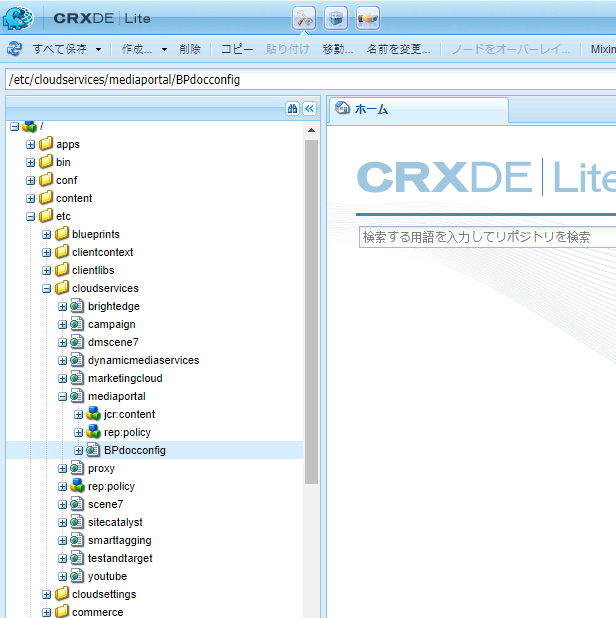 CRXDE | Lite
すべて保存 作成... 削除 コピー 貼り付け 移動... 名前を変更... ノードをオーバーレイ... Mixin
/etc/cloudservices/mediaportal/BPdocconfig
/
apps
bin
conf
content
etc
blueprints
clientcontext
clientlibs
cloudservices
brightedge
campaign
dmscene7
dynamicmediaservices
marketingcloud
mediaportal
jcr:content
rep:policy
BPdocconfig
proxy
rep:policy
scene7
sitecatalyst
smarttagging
testandtarget
youtube
cloudsettings
commerce
ホーム
CRXDE | Lite
検索する用語を入力してリポジトリを検索